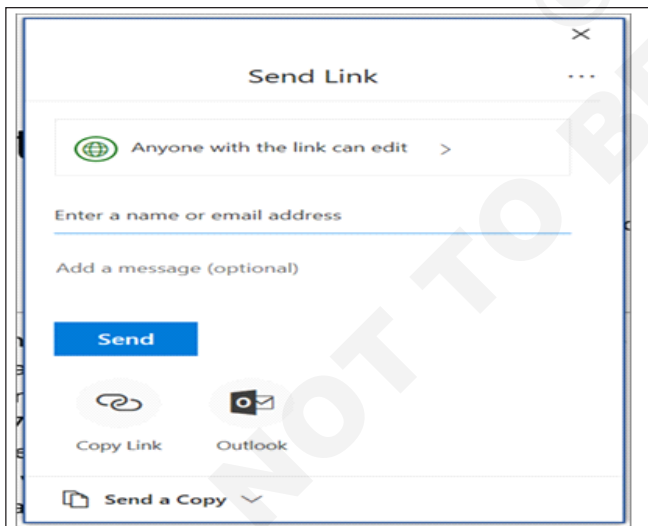 Send Link
Anyone with the link can edit
Enter a name or email address
Add a message (optional)
Send
Copy Link
Outlook
Send a Copy
NOT TO BE